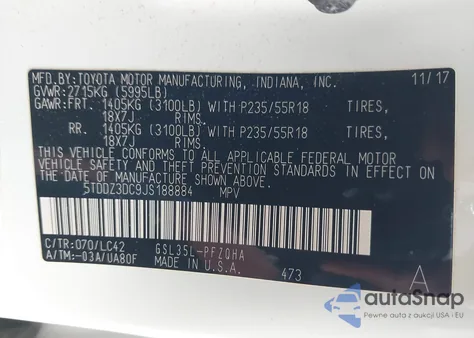 MFD.BY:TOYOTA MOTOR MANUFACTURING, INDIANA, INC. 11/17
GVWR:2715KG (5995LB)
GAWR:FRT. 1405KG (3100LB) WITH P235/55R18 TIRES,
18X7J RIMS.
RR. 1405KG (3100LB) WITH P235/55R18 TIRES,
18X7J RIMS.
THIS VEHICLE CONFORMS TO ALL APPLICABLE FEDERAL MOTOR
VEHICLE SAFETY AND THEFT PREVENTION STANDARDS IN EFFECT ON
THE DATE OF MANUFACTURE SHOWN ABOVE.
5TDDZ3DC9JS188884 MPV
C/TR:070/LC42 GSL35L-PFZQHA
A/TM:-03A/UA80F MADE IN U.S.A. 473 A
autoSnap
Pewne auto z aukcji USA i EU